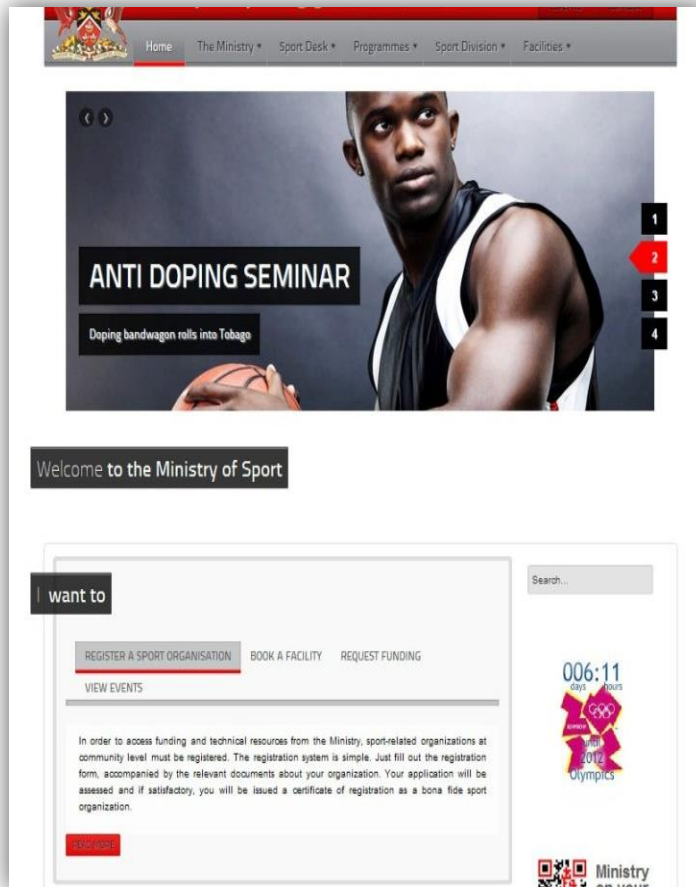 Home The Ministry Sport Desk Programmes Sport Division Facilities
1
2
3
4
ANTI DOPING SEMINAR
Doping bandwagon rolls into Tobago
Welcome to the Ministry of Sport
I want to
Search...
REGISTER A SPORT ORGANISATION BOOK A FACILITY REQUEST FUNDING
VIEW EVENTS
In order to access funding and technical resources from the Ministry, sport-related organizations at
community level must be registered. The registration system is simple. Just fill out the registration
form, accompanied by the relevant documents about your organization. Your application will be
assessed and if satisfactory, you will be issued a certificate of registration as a bona fide sport
organization.
READ MORE
006:11
days hours
until
2012
Olympics
Ministry
on your